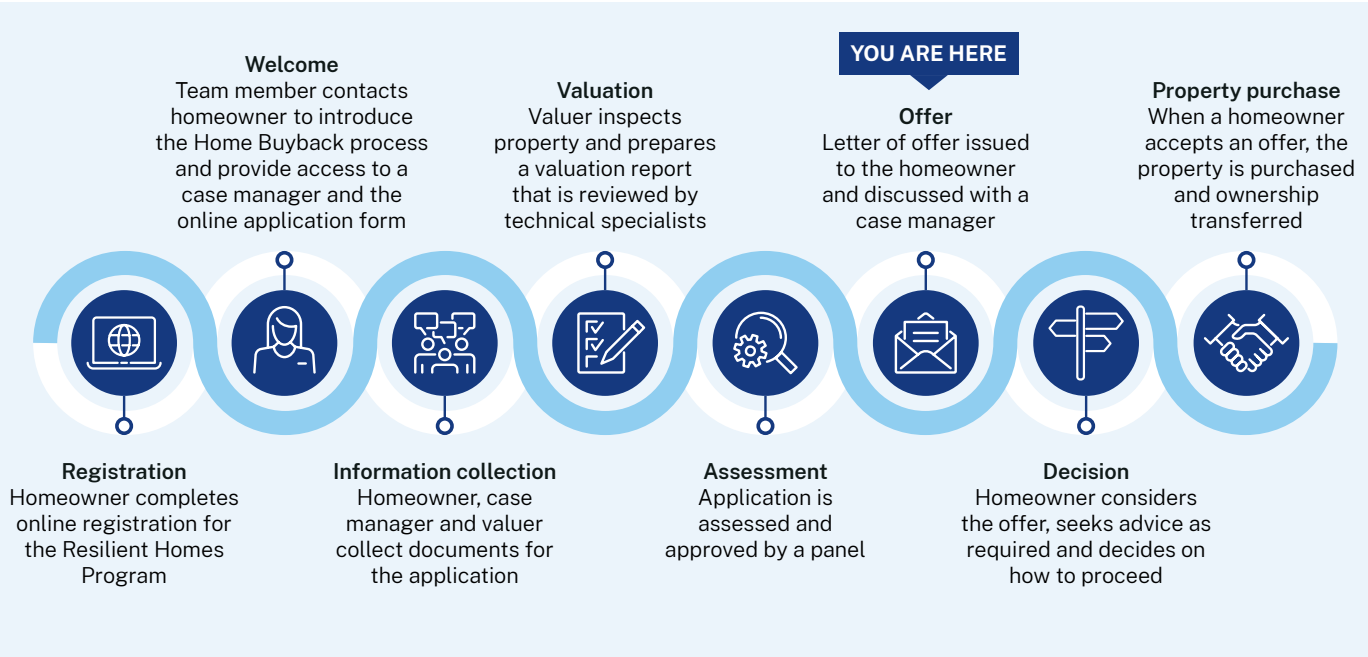 Registration
Homeowner completes
online registration for
the Resilient Homes
Program
Welcome
Team member contacts
homeowner to introduce
the Home Buyback process
and provide access to a
case manager and the
online application form
Information collection
Homeowner, case
manager and valuer
collect documents for
the application
Valuation
Valuer inspects
property and prepares
a valuation report
that is reviewed by
technical specialists
Assessment
Application is
assessed and
approved by a panel
YOU ARE HERE
Offer
Letter of offer issued
to the homeowner
and discussed with a
case manager
Decision
Homeowner considers
the offer, seeks advice as
required and decides on
how to proceed
Property purchase
When a homeowner
accepts an offer, the
property is purchased
and ownership
transferred